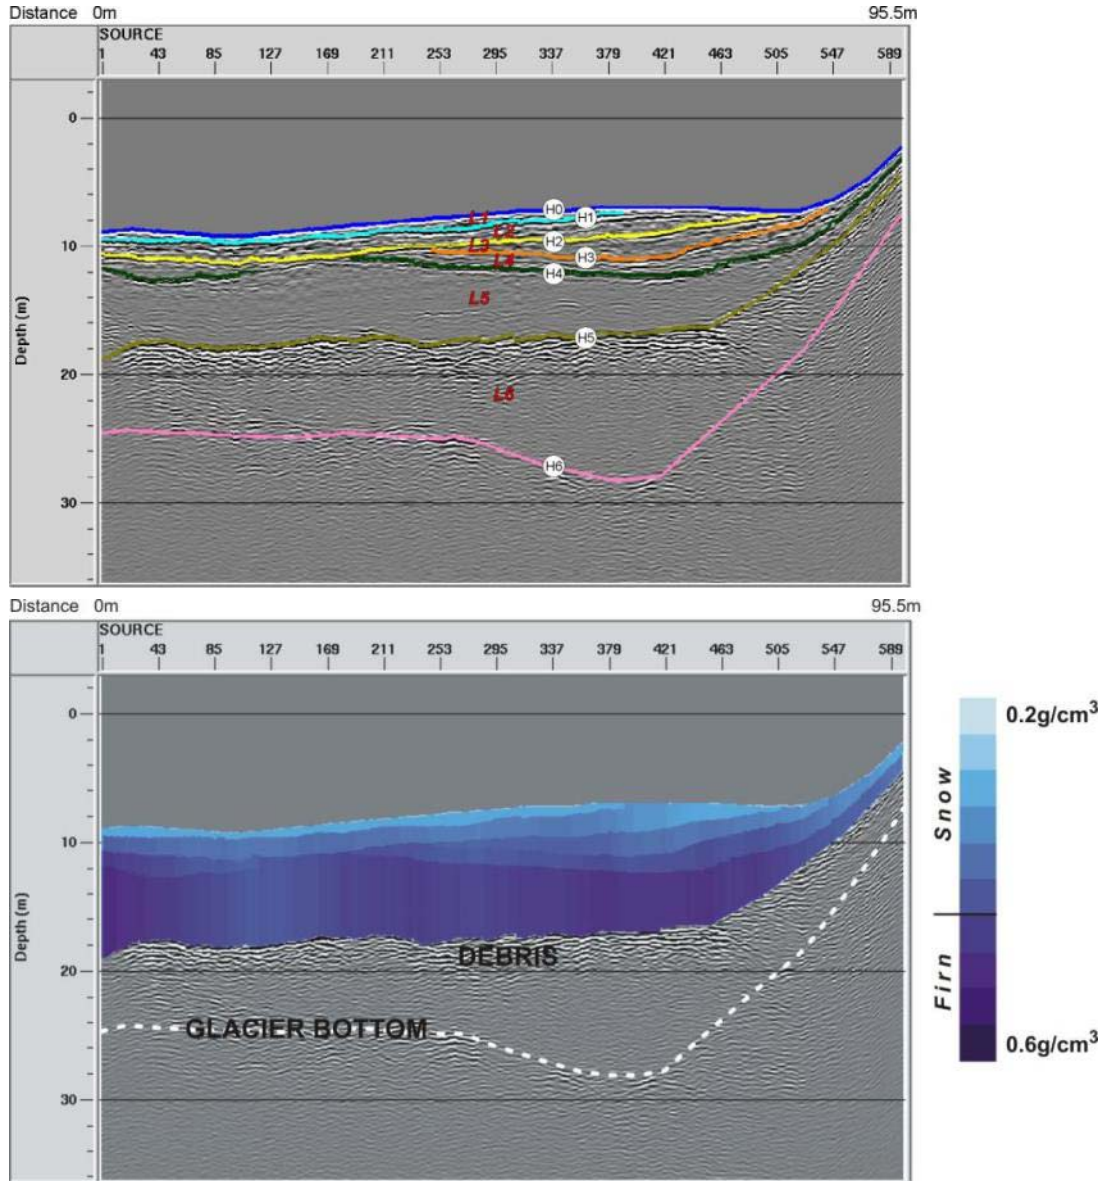 Distance 0m 95.5m
SOURCE
1 43 85 127 169 211 253 295 337 379 421 463 505 547 589
0
H0
L1 H1
L2
H2
10 L3
H3
L4
H4
L5
Depth (m)
H5
20
L6
H6
30
Distance 0m 95.5m
SOURCE
1 43 85 127 169 211 253 295 337 379 421 463 505 547 589
0
0.2g/cm³
Snow
10
Depth (m)
DEBRIS
20
Firn
GLACIER BOTTOM
0.6g/cm³
30